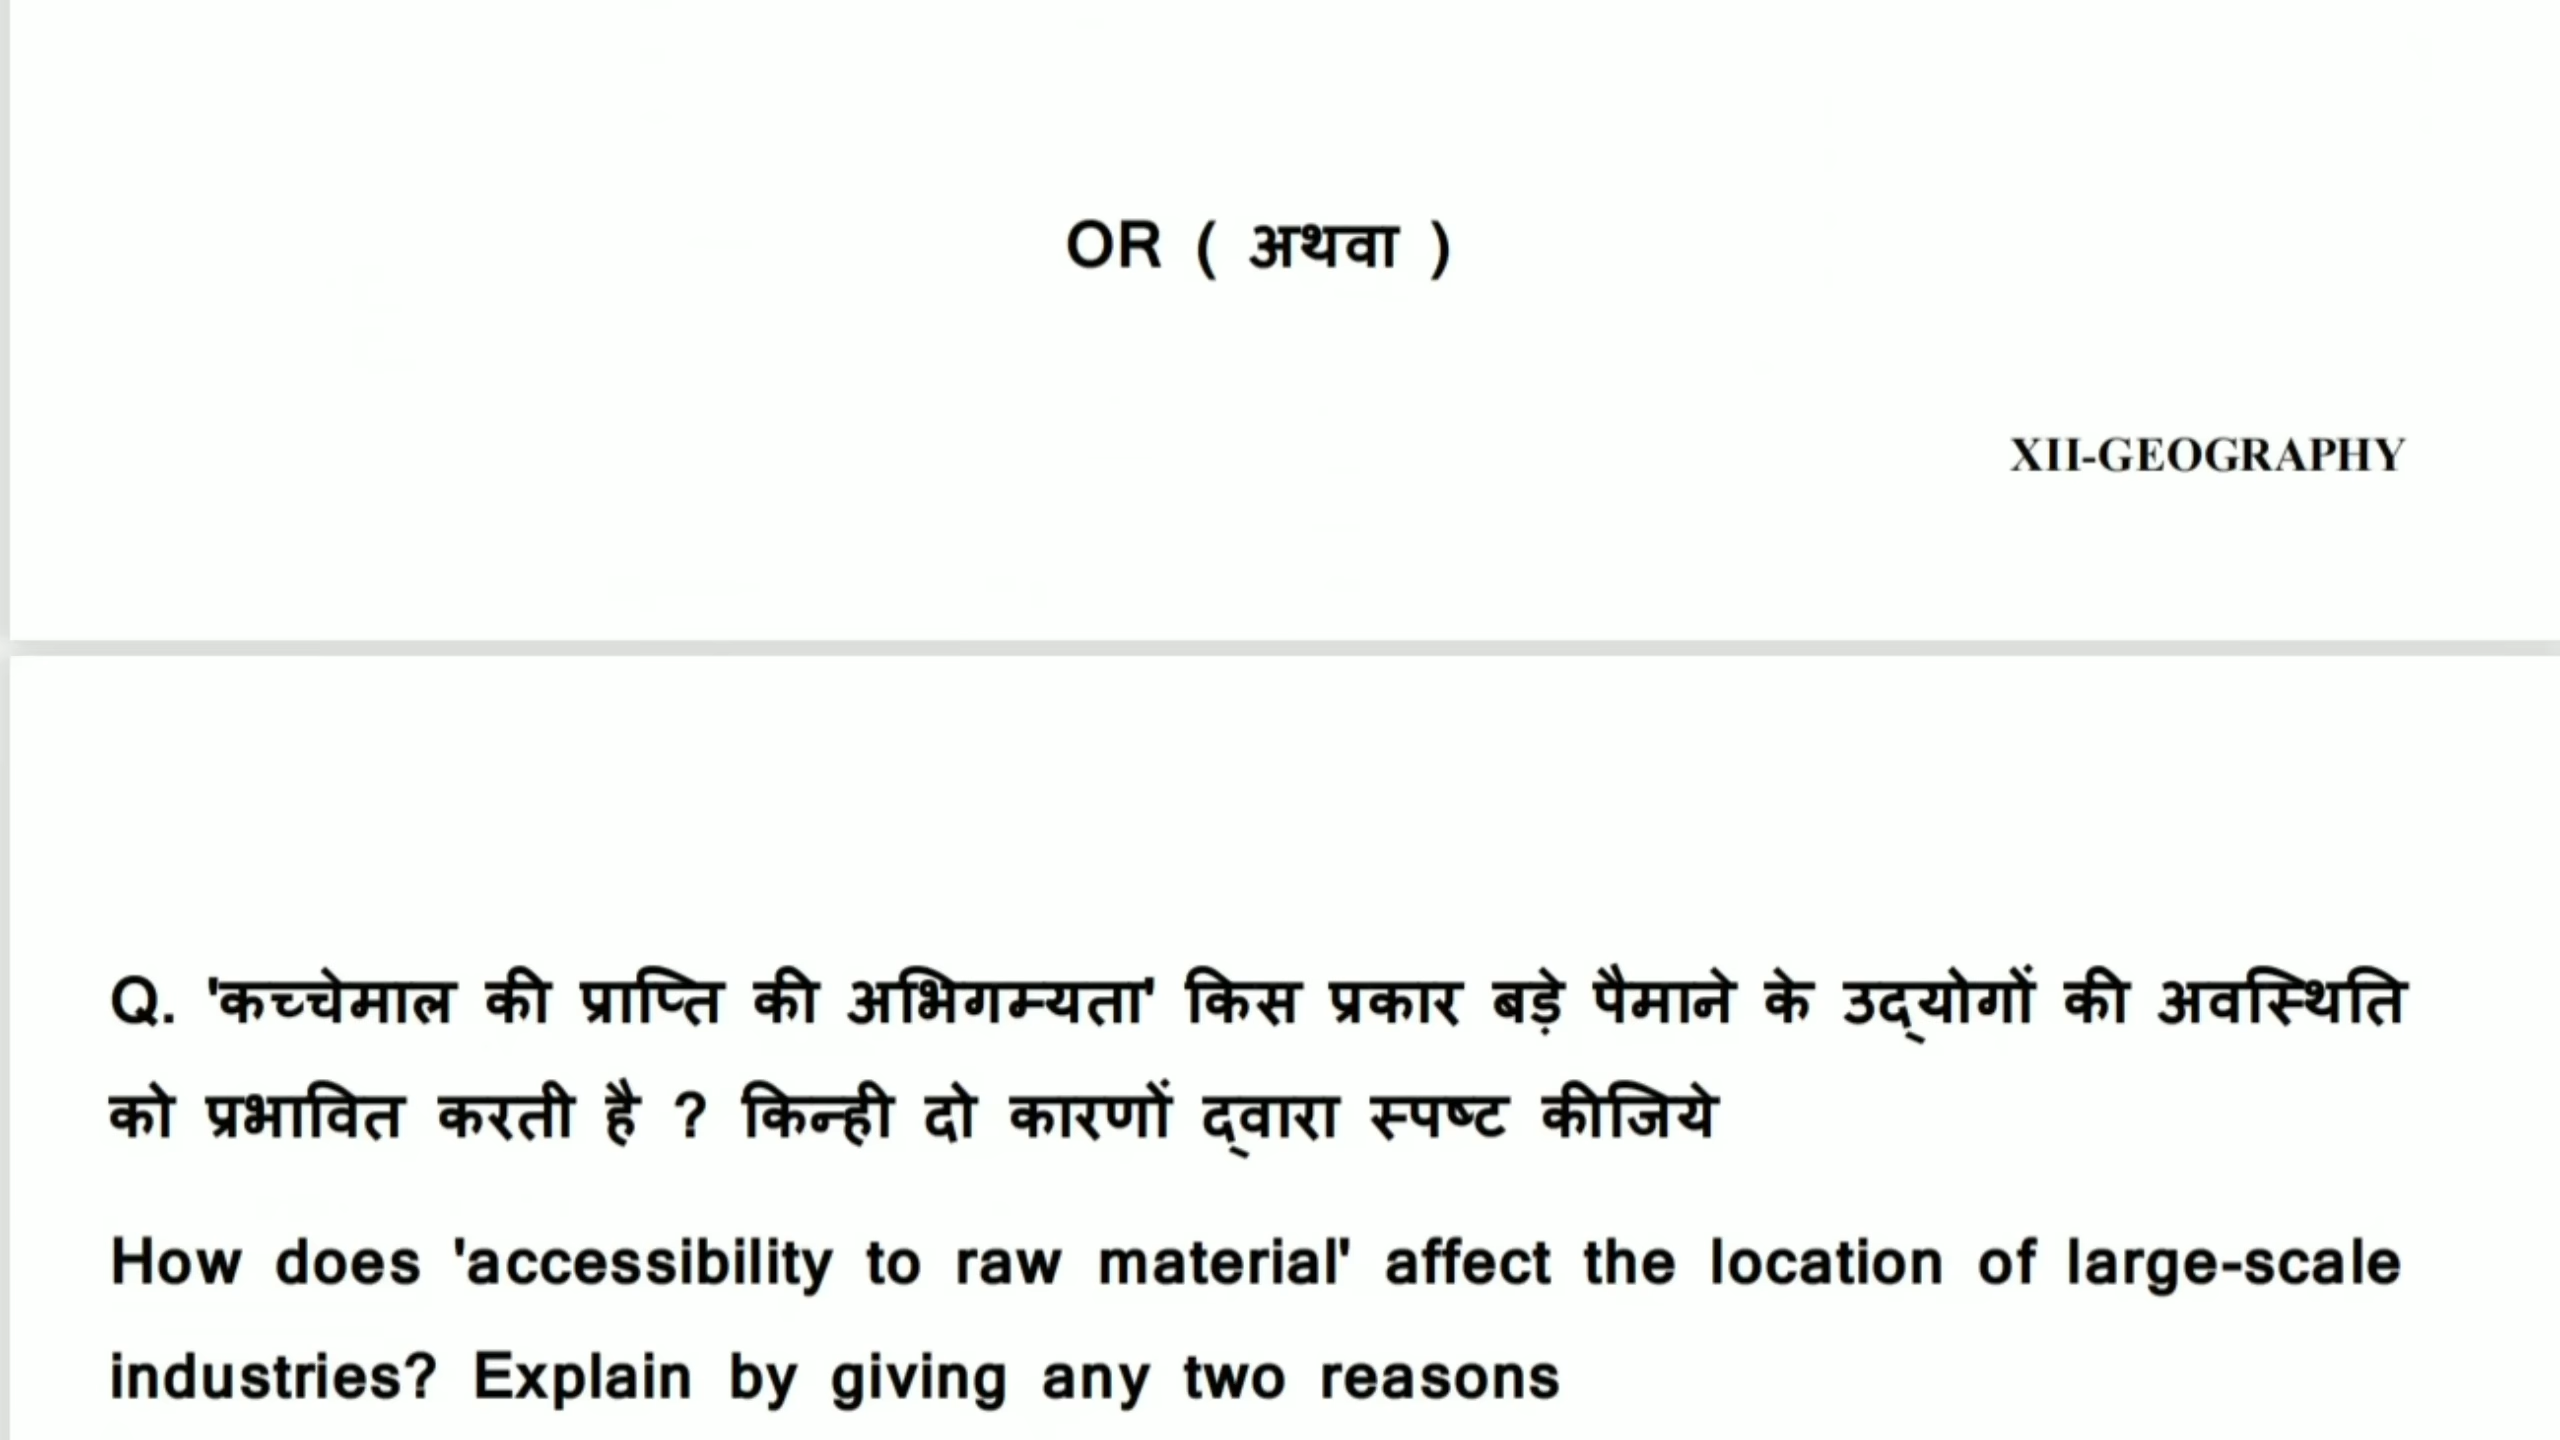 OR ( अथवा )
XII-GEOGRAPHY
Q. 'कच्चेमाल की प्राप्ति की अभिगम्यता' किस प्रकार बड़े पैमाने के उद्‌योगों की अवस्थिति
को प्रभावित करती है ? किन्ही दो कारणों द्‌वारा स्पष्ट कीजिये
How does 'accessibility to raw material' affect the location of large-scale
industries? Explain by giving any two reasons